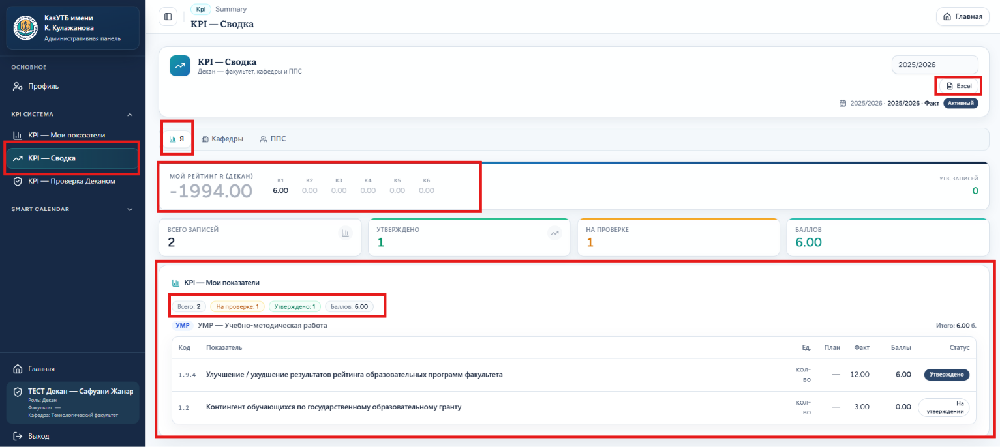 КазУТБ имени
К. Кулажанова
Административная панель
ОСНОВНОЕ
Профиль
KPI СИСТЕМА
KPI — Мои показатели
KPI — Сводка
KPI — Проверка Деканом
SMART CALENDAR
Главная
ТЕСТ Декан — Сафуани Жанар
Роль: Декан
Факультет: —
Кафедра: Технологический факультет
Выход
Kpi Summary
KPI — Сводка
Главная
KPI — Сводка
Декан — факультет, кафедры и ППС
2025/2026
Excel
2025/2026 · 2025/2026 · Факт Активный
Я Кафедры ППС
МОЙ РЕЙТИНГ R (ДЕКАН)
-1994.00
К1 К2 К3 К4 К5 К6
6.00 0.00 0.00 0.00 0.00 0.00
УТВ. ЗАПИСЕЙ
0
ВСЕГО ЗАПИСЕЙ
2
УТВЕРЖДЕНО
1
НА ПРОВЕРКЕ
1
БАЛЛОВ
6.00
KPI — Мои показатели
Всего: 2 На проверке: 1 Утверждено: 1 Баллов: 6.00
УМР УМР — Учебно-методическая работа Итого: 6.00 б.
Код Показатель Ед. План Факт Баллы Статус
1.9.4 Улучшение / ухудшение результатов рейтинга образовательных программ факультета кол-во — 12.00 6.00 Утверждено
1.2 Контингент обучающихся по государственному образовательному гранту кол-во — 3.00 0.00 На утверждении